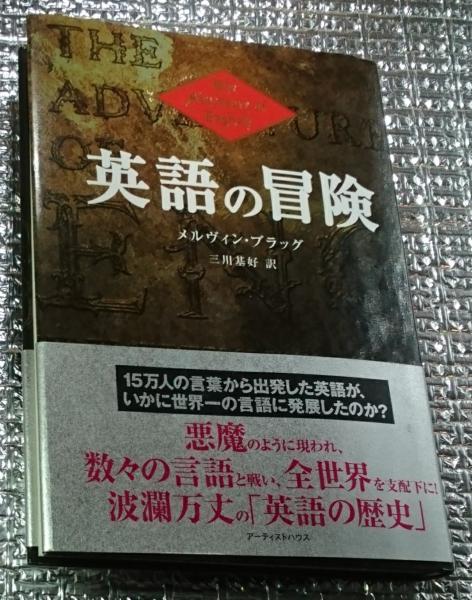 THE
ADVENTURE
OF
The
Adventure of
English
英語の冒険
メルヴィン・ブラッグ
三川基好 訳
15万人の言葉から出発した英語が、
いかに世界一の言語に発展したのか?
悪魔のように現われ、
数々の言語と戦い、全世界を支配下に!
波瀾万丈の「英語の歴史」
アーティストハウス